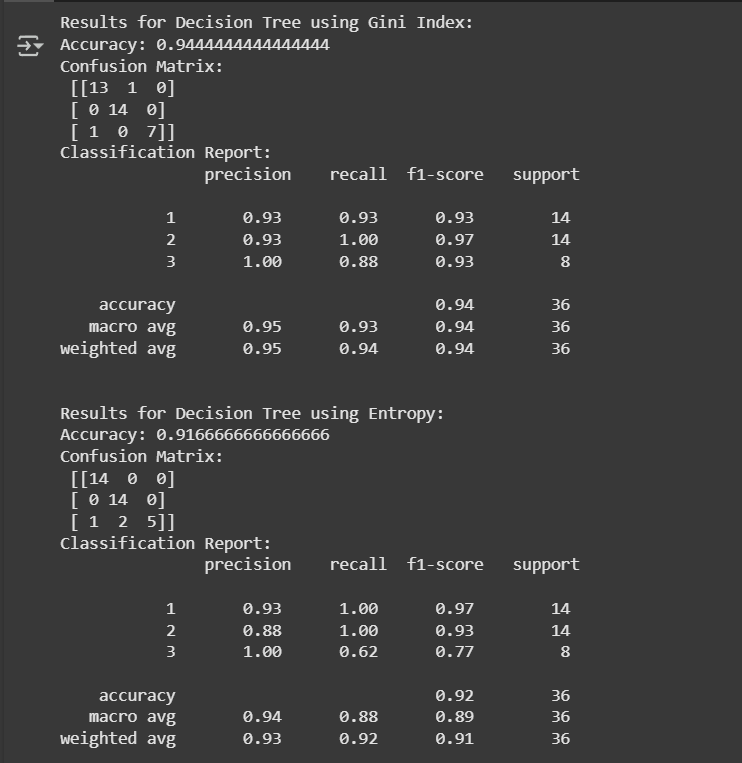 Results for Decision Tree using Gini Index:
Accuracy: 0.9444444444444444
Confusion Matrix:
 [[13  1  0]
 [ 0 14  0]
 [ 1  0  7]]
Classification Report:
               precision    recall  f1-score   support

           1       0.93      0.93      0.93        14
           2       0.93      1.00      0.97        14
           3       1.00      0.88      0.93         8

    accuracy                           0.94        36
   macro avg       0.95      0.93      0.94        36
weighted avg       0.95      0.94      0.94        36


Results for Decision Tree using Entropy:
Accuracy: 0.9166666666666666
Confusion Matrix:
 [[14  0  0]
 [ 0 14  0]
 [ 1  2  5]]
Classification Report:
               precision    recall  f1-score   support

           1       0.93      1.00      0.97        14
           2       0.88      1.00      0.93        14
           3       1.00      0.62      0.77         8

    accuracy                           0.92        36
   macro avg       0.94      0.88      0.89        36
weighted avg       0.93      0.92      0.91        36